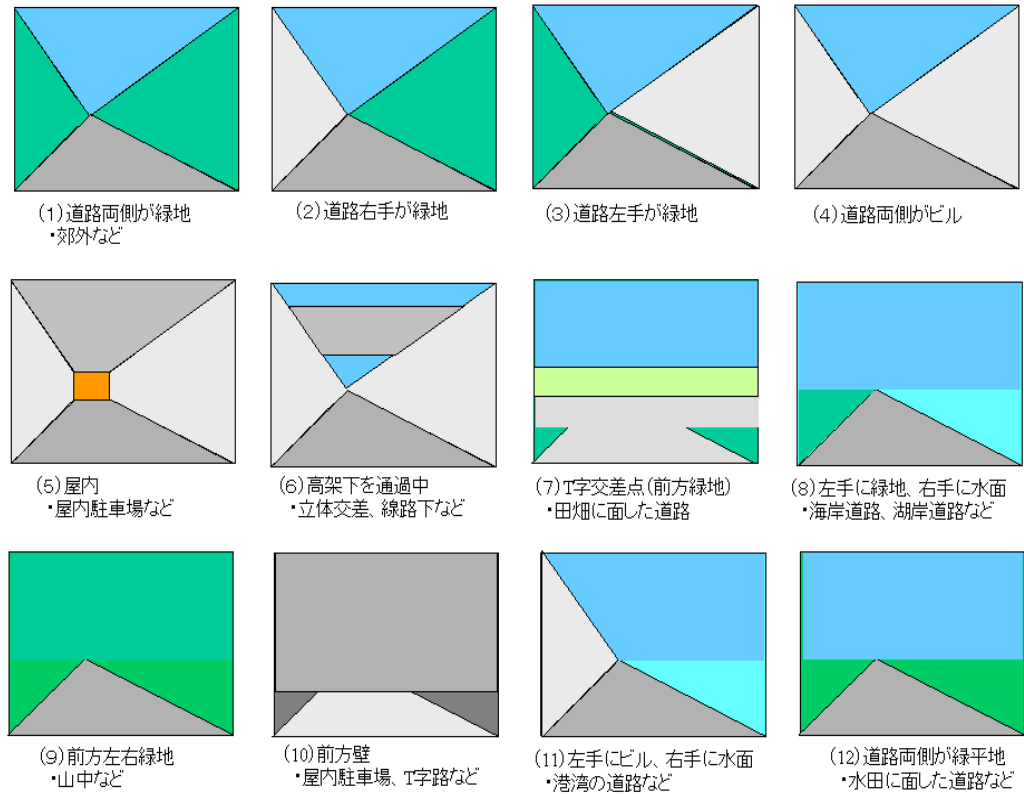 (1)道路両側が緑地
・郊外など
(2)道路右手が緑地
(3)道路左手が緑地
(4)道路両側がビル
(5)屋内
・屋内駐車場など
(6)高架下を通過中
・立体交差、線路下など
(7)T字交差点(前方緑地)
・田畑に面した道路
(8)左手に緑地、右手に水面
・海岸道路、湖岸道路など
(9)前方左右緑地
・山中など
(10)前方壁
・屋内駐車場、T字路など
(11)左手にビル、右手に水面
・港湾の道路など
(12)道路両側が緑平地
・水田に面した道路など